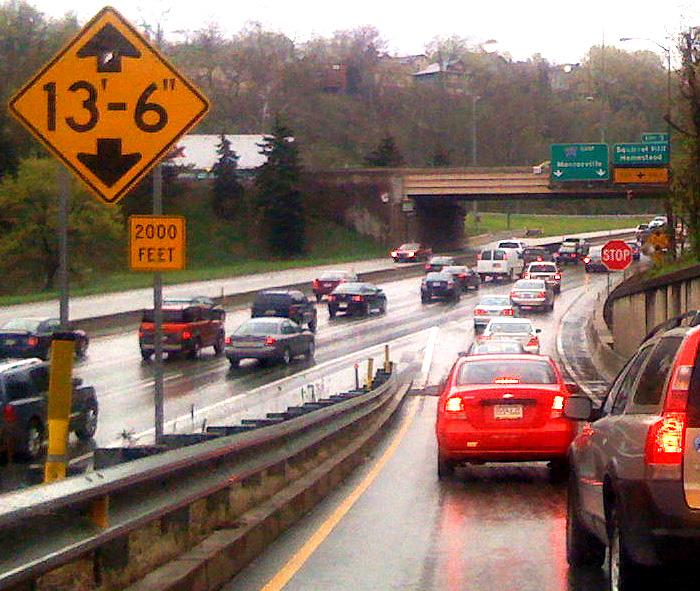 13'-6"
2000
FEET
Monroeville
Squirrel Hill
Homestead
STOP